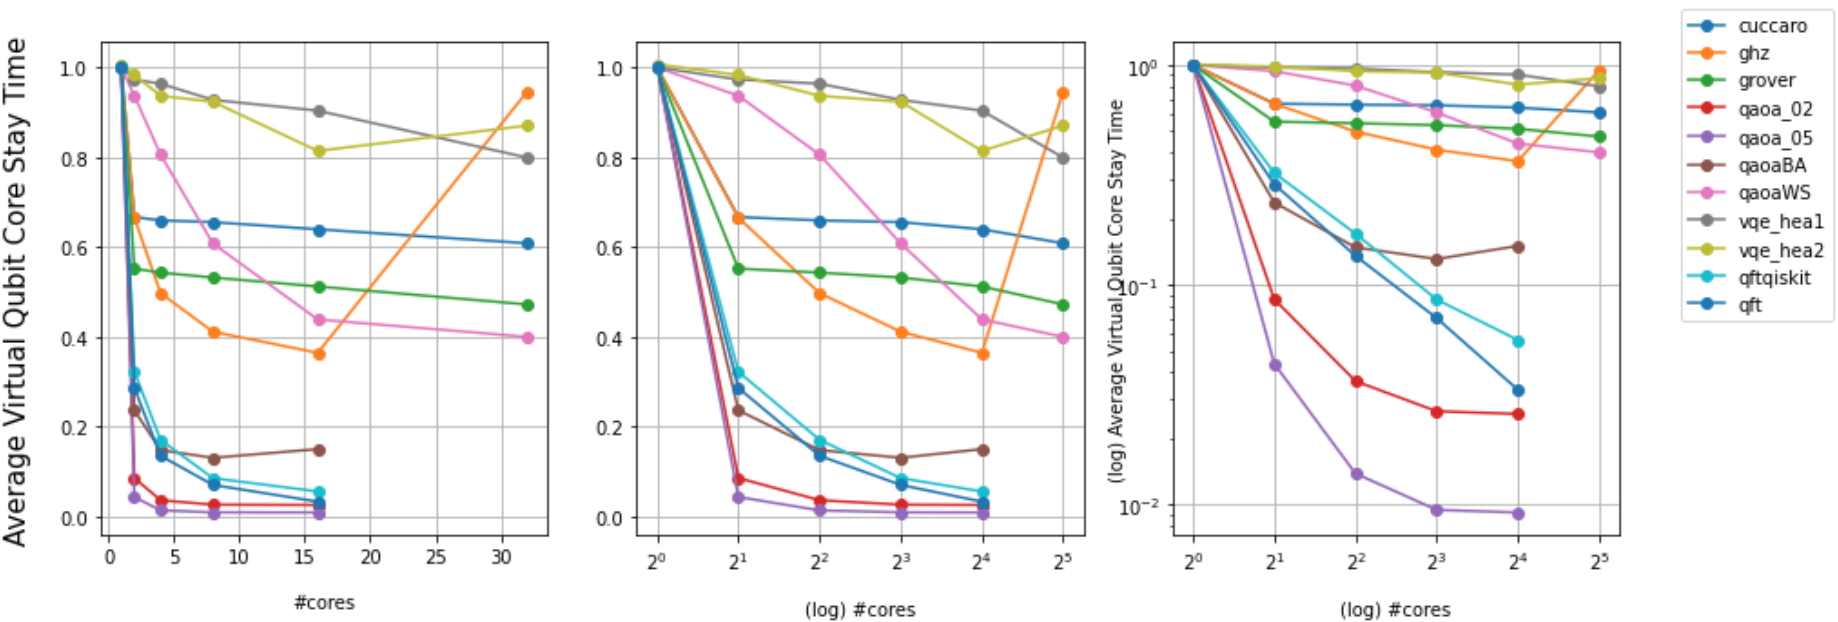 Average Virtual Qubit Core Stay Time
1.0
0.8
0.6
0.4
0.2
0.0
0 5 10 15 20 25 30
#cores
1.0
0.8
0.6
0.4
0.2
0.0
2⁰ 2¹ 2² 2³ 2⁴ 2⁵
(log) #cores
(log) Average Virtual Qubit Core Stay Time
10⁰
10⁻¹
10⁻²
2⁰ 2¹ 2² 2³ 2⁴ 2⁵
(log) #cores
cuccaro
ghz
grover
qaoa_02
qaoa_05
qaoaBA
qaoaWS
vqe_hea1
vqe_hea2
qftqiskit
qft